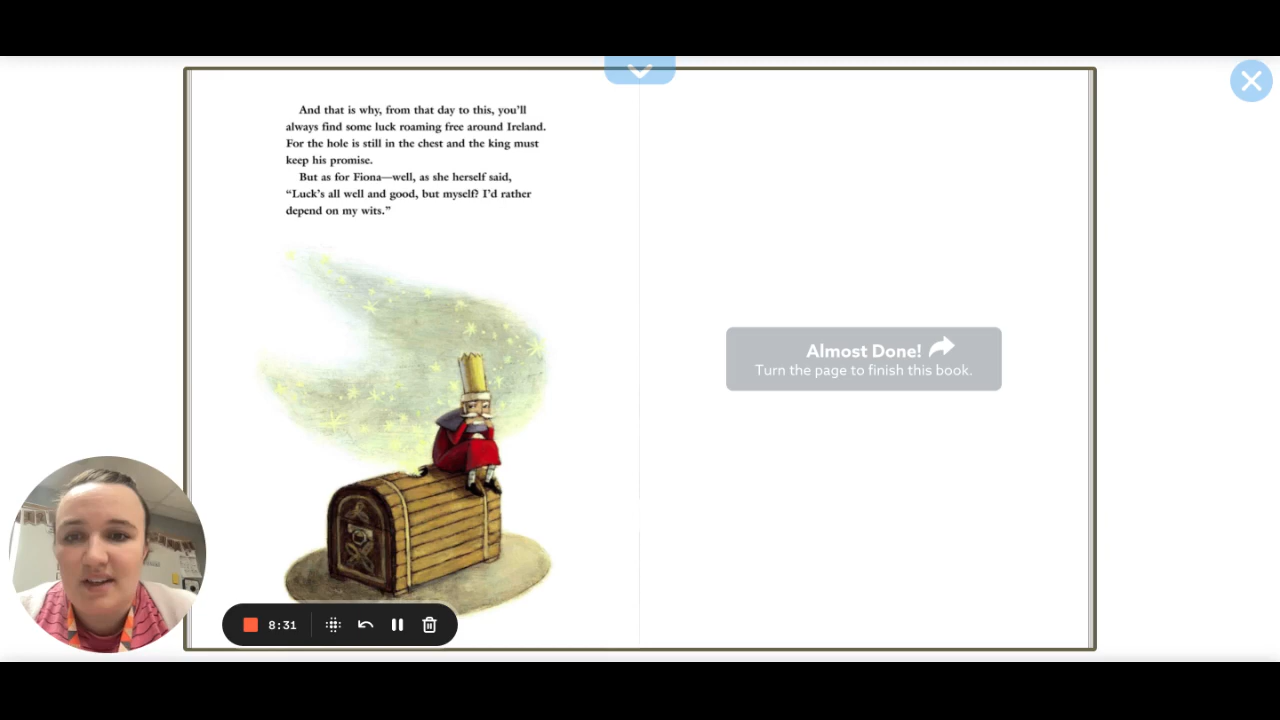 And that is why, from that day to this, you'll
always find some luck roaming free around Ireland.
For the hole is still in the chest and the king must
keep his promise.
But as for Fiona—well, as she herself said,
“Luck's all well and good, but myself? I'd rather
depend on my wits.”
Almost Done!
Turn the page to finish this book.
8:31